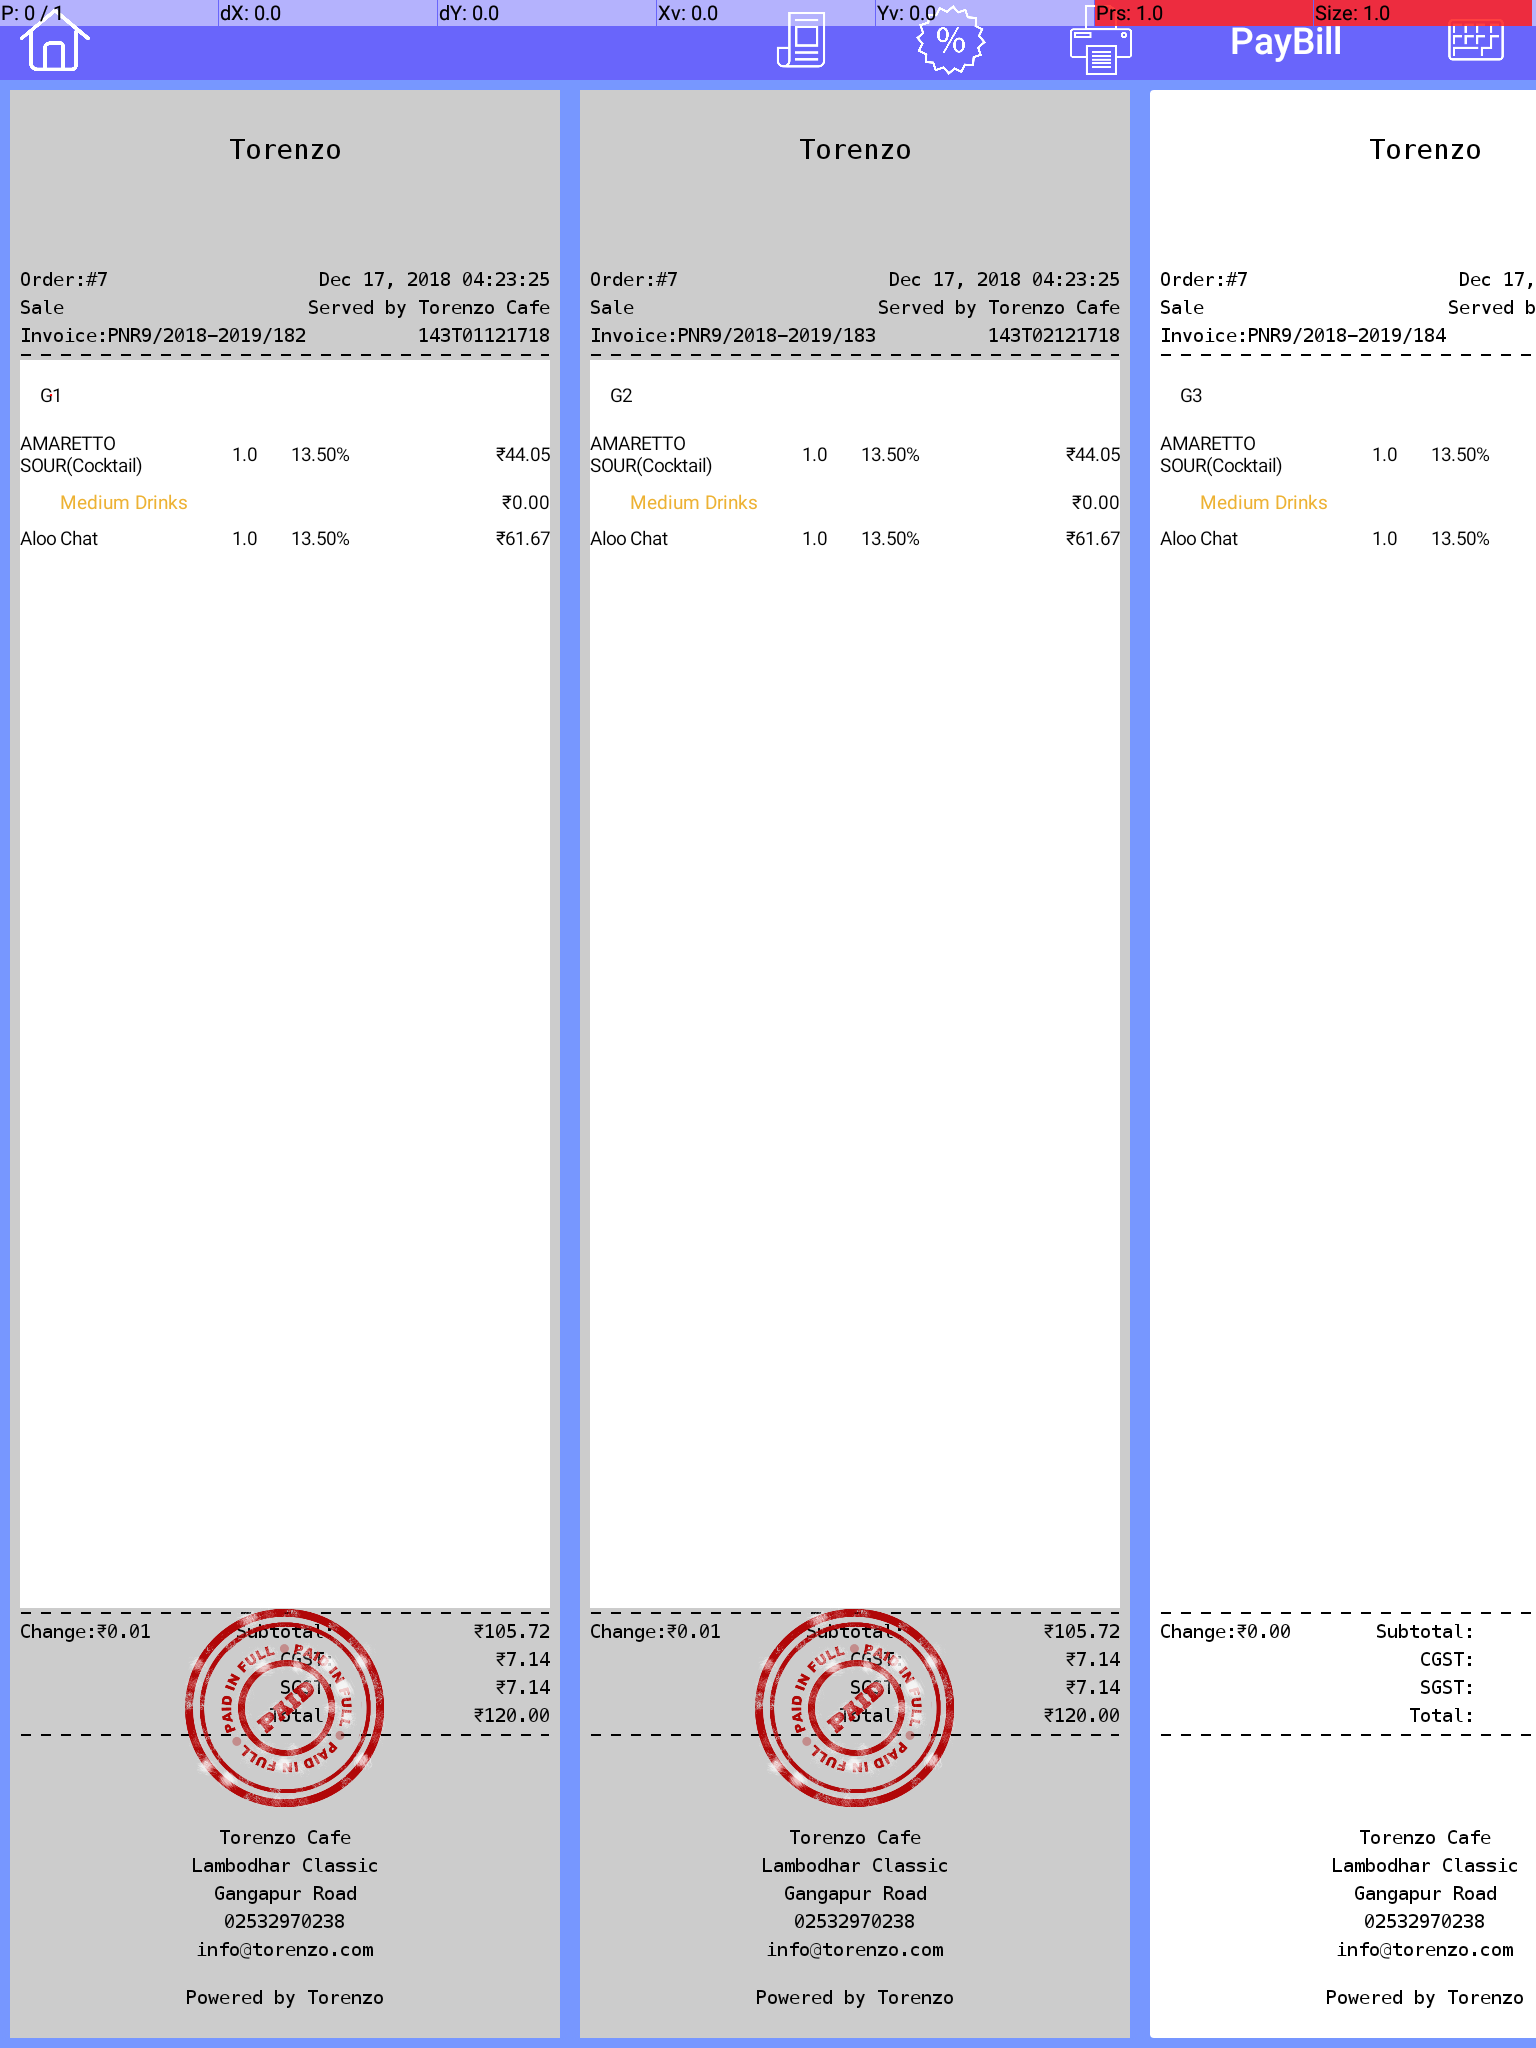 P: 0 / 1 dX: 0.0 dY: 0.0 Xv: 0.0 Yv: 0.0 Prs: 1.0 Size: 1.0
% PayBill
Torenzo
Order:#7 Dec 17, 2018 04:23:25
Sale Served by Torenzo Cafe
Invoice:PNR9/2018-2019/182 143T01121718
G1
AMARETTO
SOUR(Cocktail) 1.0 13.50% ₹44.05
Medium Drinks ₹0.00
Aloo Chat 1.0 13.50% ₹61.67
Change:₹0.01 Subtotal: ₹105.72
CGST: ₹7.14
SGST: ₹7.14
Total: ₹120.00
PAID IN FULL • PAID IN FULL • PAID IN FULL •
PAID
Torenzo Cafe
Lambodhar Classic
Gangapur Road
02532970238
info@torenzo.com
Powered by Torenzo
Torenzo
Order:#7 Dec 17, 2018 04:23:25
Sale Served by Torenzo Cafe
Invoice:PNR9/2018-2019/183 143T02121718
G2
AMARETTO
SOUR(Cocktail) 1.0 13.50% ₹44.05
Medium Drinks ₹0.00
Aloo Chat 1.0 13.50% ₹61.67
Change:₹0.01 Subtotal: ₹105.72
CGST: ₹7.14
SGST: ₹7.14
Total: ₹120.00
PAID IN FULL • PAID IN FULL • PAID IN FULL •
PAID
Torenzo Cafe
Lambodhar Classic
Gangapur Road
02532970238
info@torenzo.com
Powered by Torenzo
Torenzo
Order:#7 Dec 17,
Sale Served b
Invoice:PNR9/2018-2019/184
G3
AMARETTO
SOUR(Cocktail) 1.0 13.50%
Medium Drinks
Aloo Chat 1.0 13.50%
Change:₹0.00 Subtotal:
CGST:
SGST:
Total:
Torenzo Cafe
Lambodhar Classic
Gangapur Road
02532970238
info@torenzo.com
Powered by Torenzo